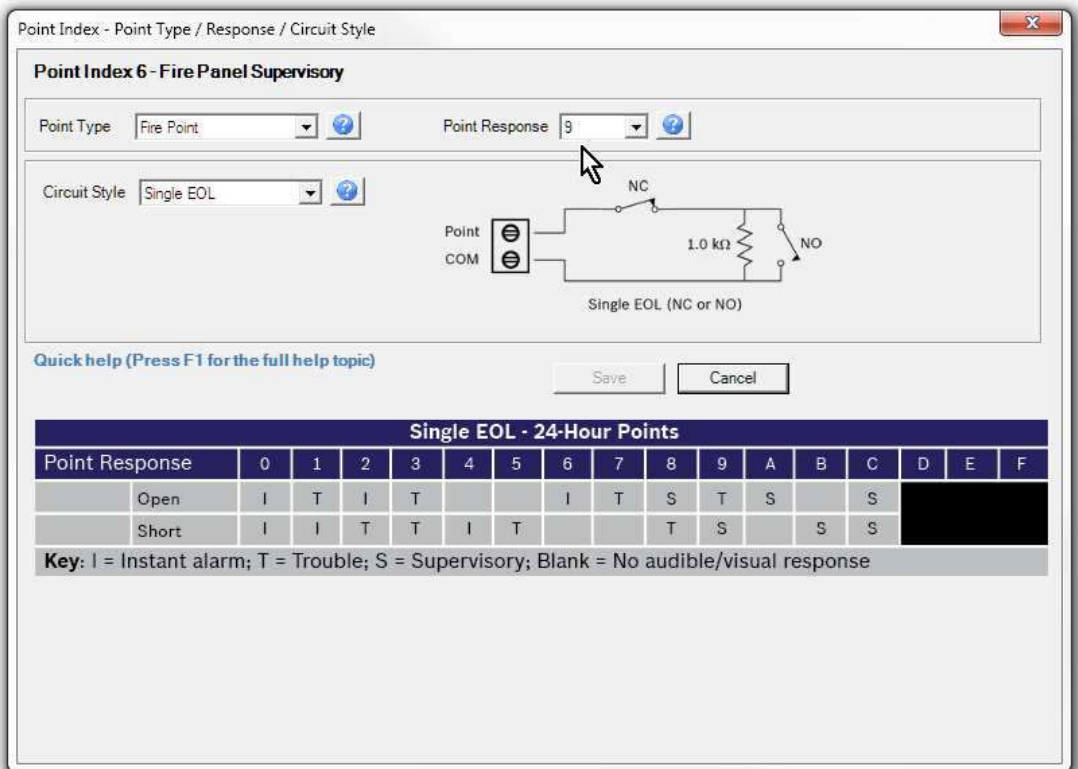 Point Index - Point Type / Response / Circuit Style
Point Index 6 - Fire Panel Supervisory
Point Type Fire Point Point Response 9
Circuit Style Single EOL
NC
Point
COM
1.0 kΩ NO
Single EOL (NC or NO)
Quick help (Press F1 for the full help topic)
Save Cancel
Single EOL - 24-Hour Points
Point Response 0 1 2 3 4 5 6 7 8 9 A B C D E F
Open I T I T I T S T S S
Short I I T T I T T S S S
Key: I = Instant alarm; T = Trouble; S = Supervisory; Blank = No audible/visual response